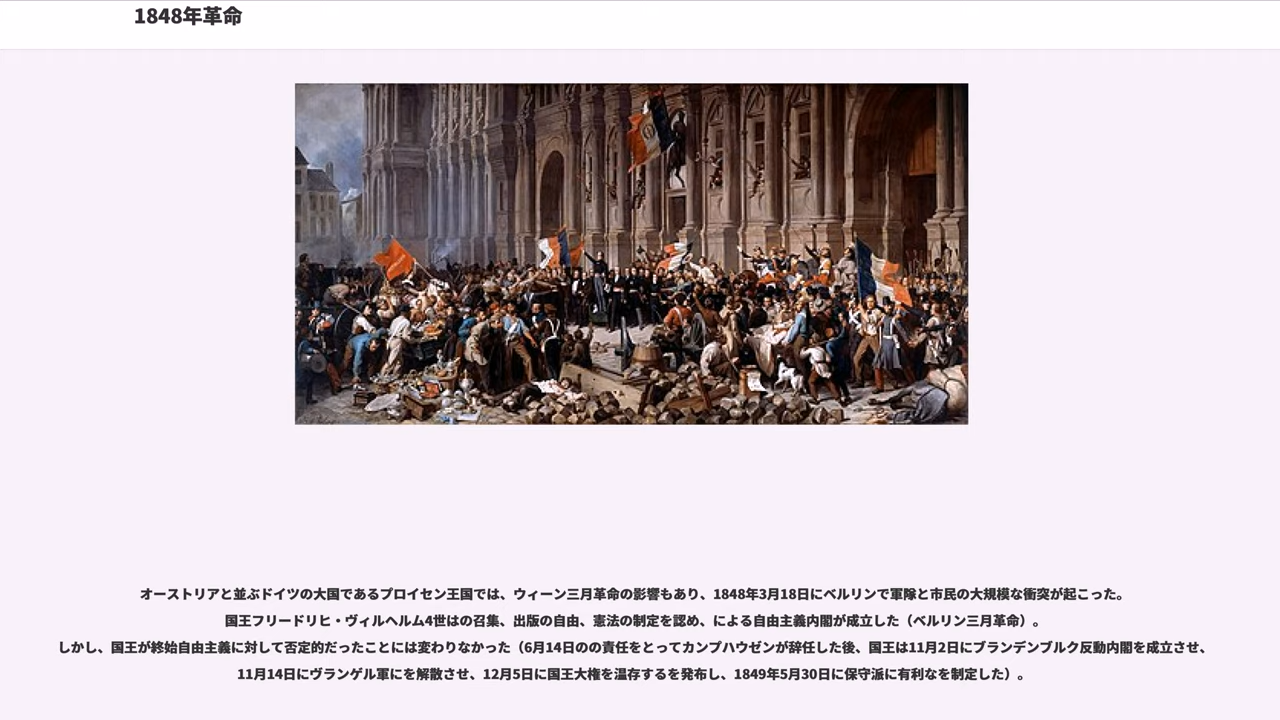 1848年革命
オーストリアと並ぶドイツの大国であるプロイセン王国では、ウィーン三月革命の影響もあり、1848年3月18日にベルリンで軍隊と市民の大規模な衝突が起こった。
国王フリードリヒ・ヴィルヘルム4世はの召集、出版の自由、憲法の制定を認め、による自由主義内閣が成立した（ベルリン三月革命）。
しかし、国王が終始自由主義に対して否定的だったことには変わりなかった（6月14日のの責任をとってカンプハウゼンが辞任した後、国王は11月2日にブランデンブルク反動内閣を成立させ、
11月14日にヴランゲル軍にを解散させ、12月5日に国王大権を温存するを発布し、1849年5月30日に保守派に有利なを制定した）。